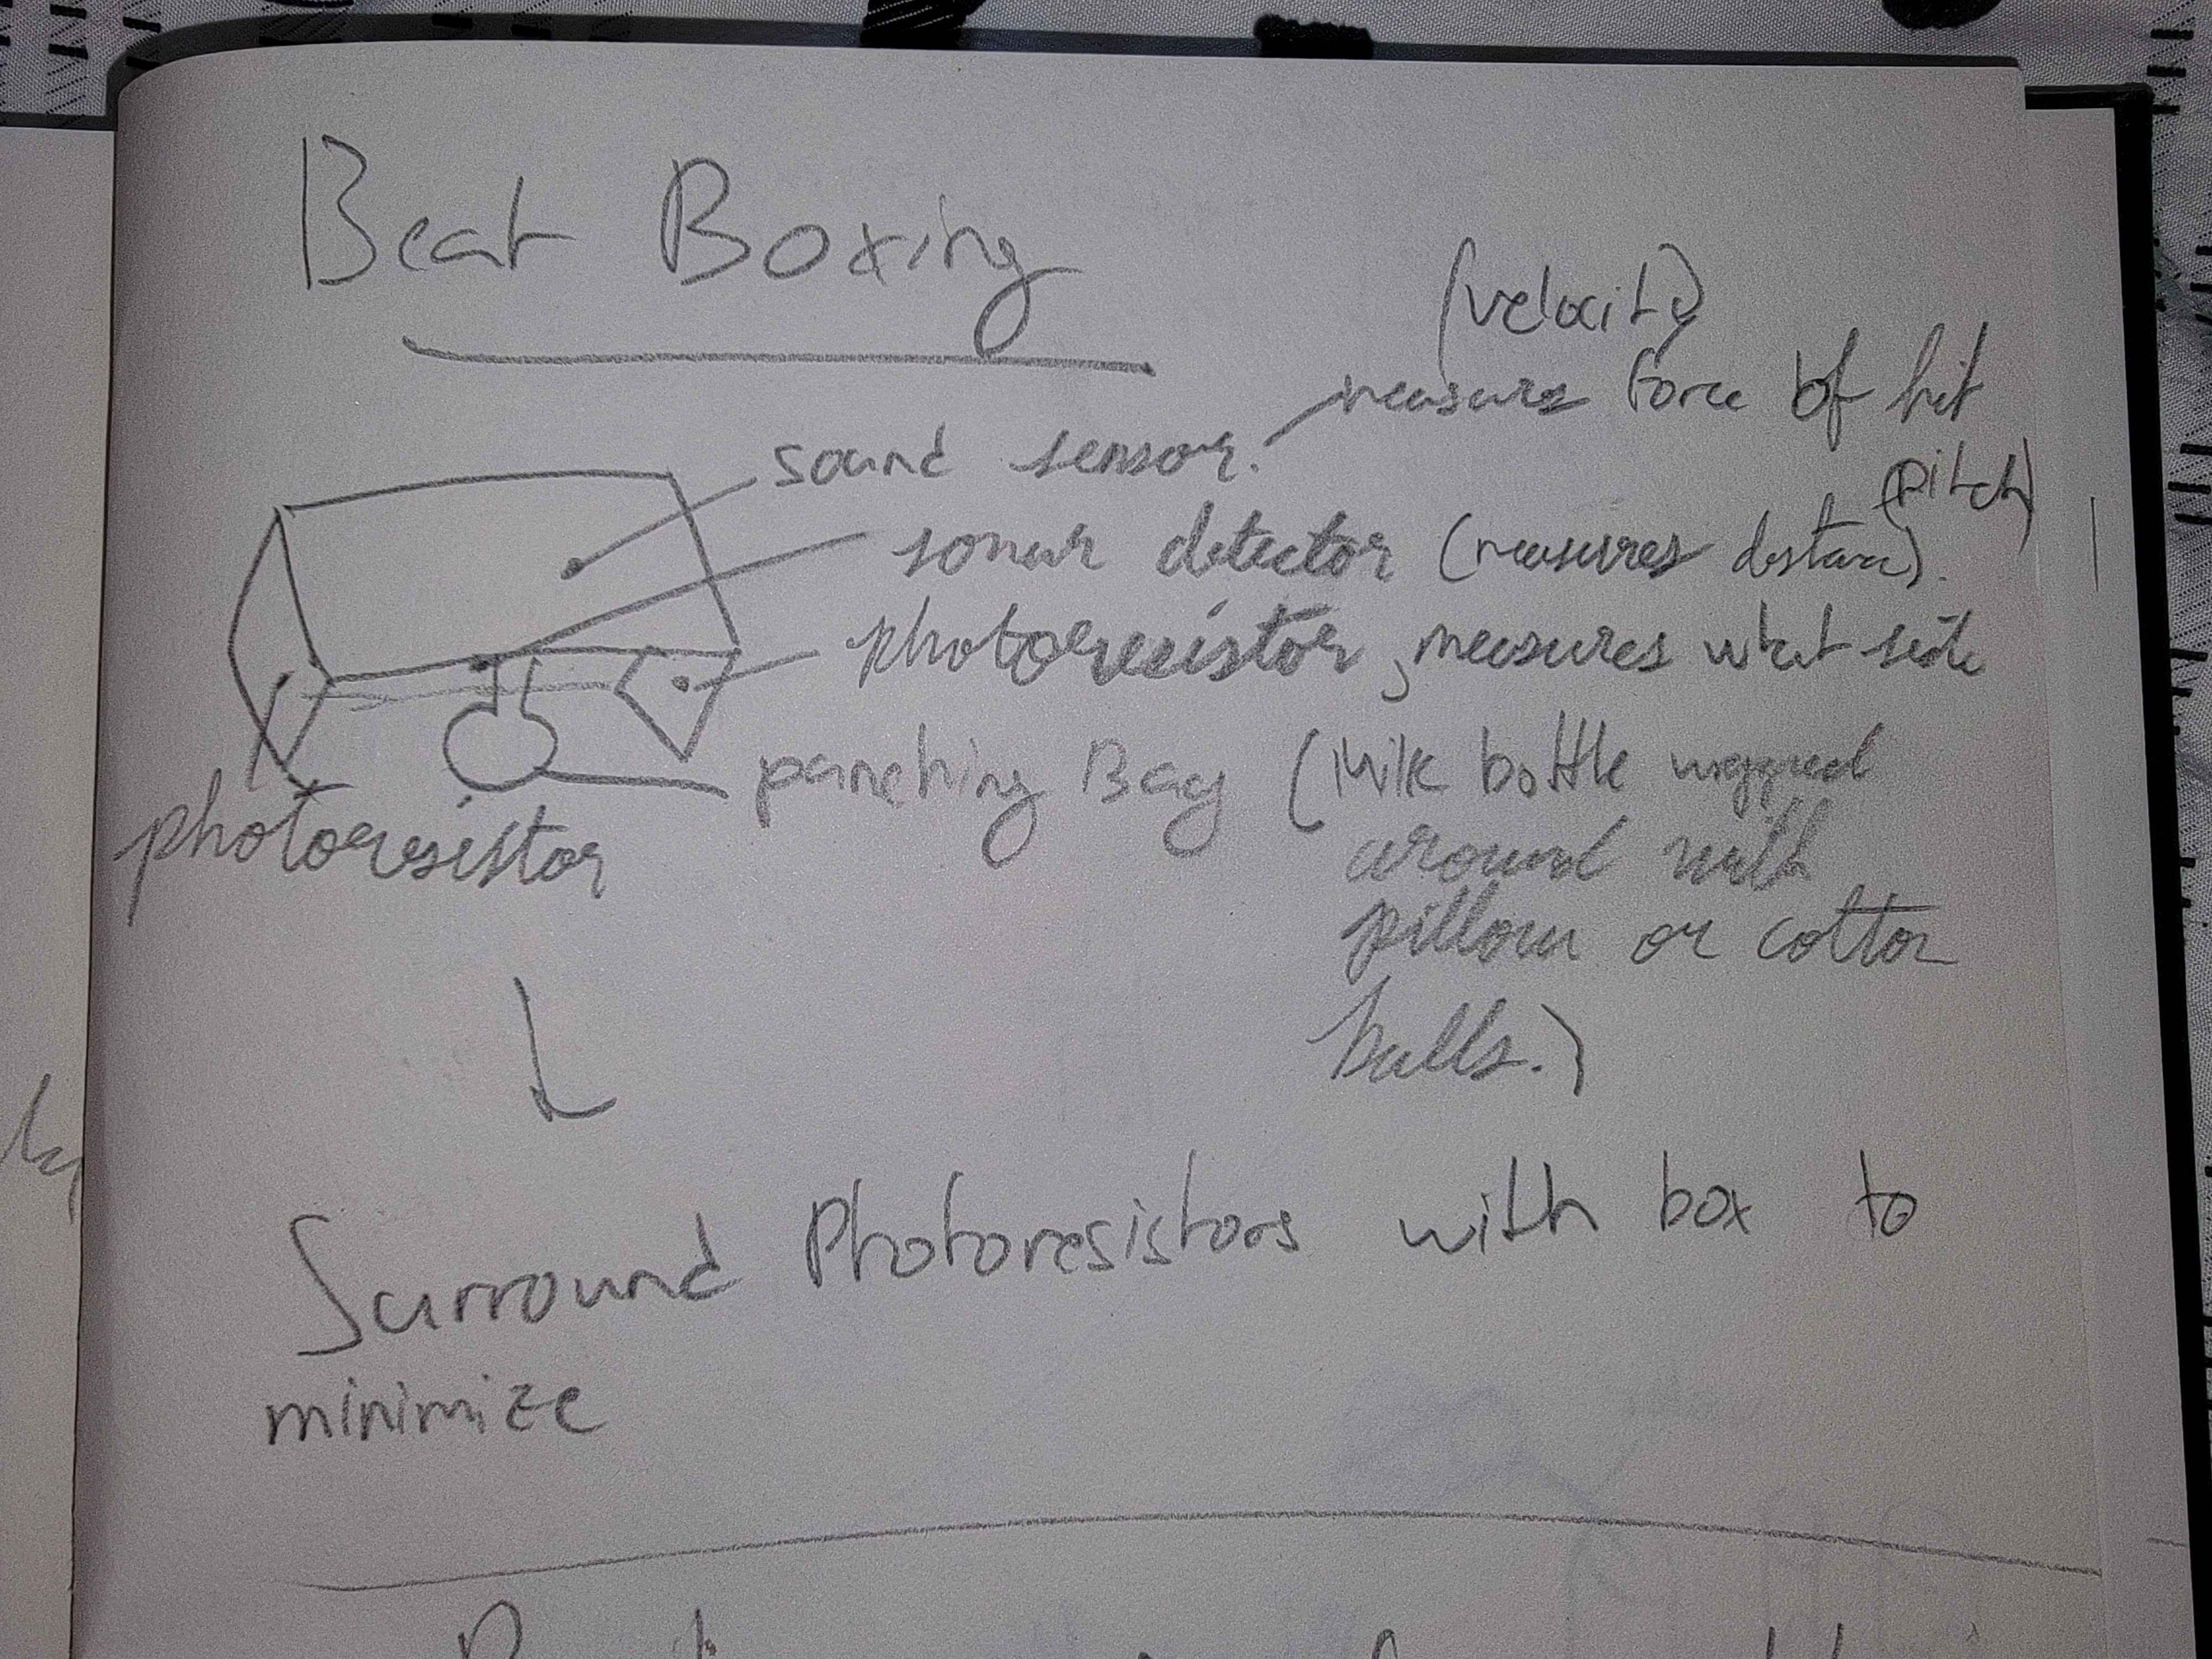 Beat Boxing
(velocity)
measure force of hit
sound sensor.
(pitch)
sonar detector (measures distance).
photoresistor, measures what side
punching Bag (Milk bottle wrapped
around with
pillow or cotton
balls.)
photoresistor
Surround Photoresistors with box to
minimize